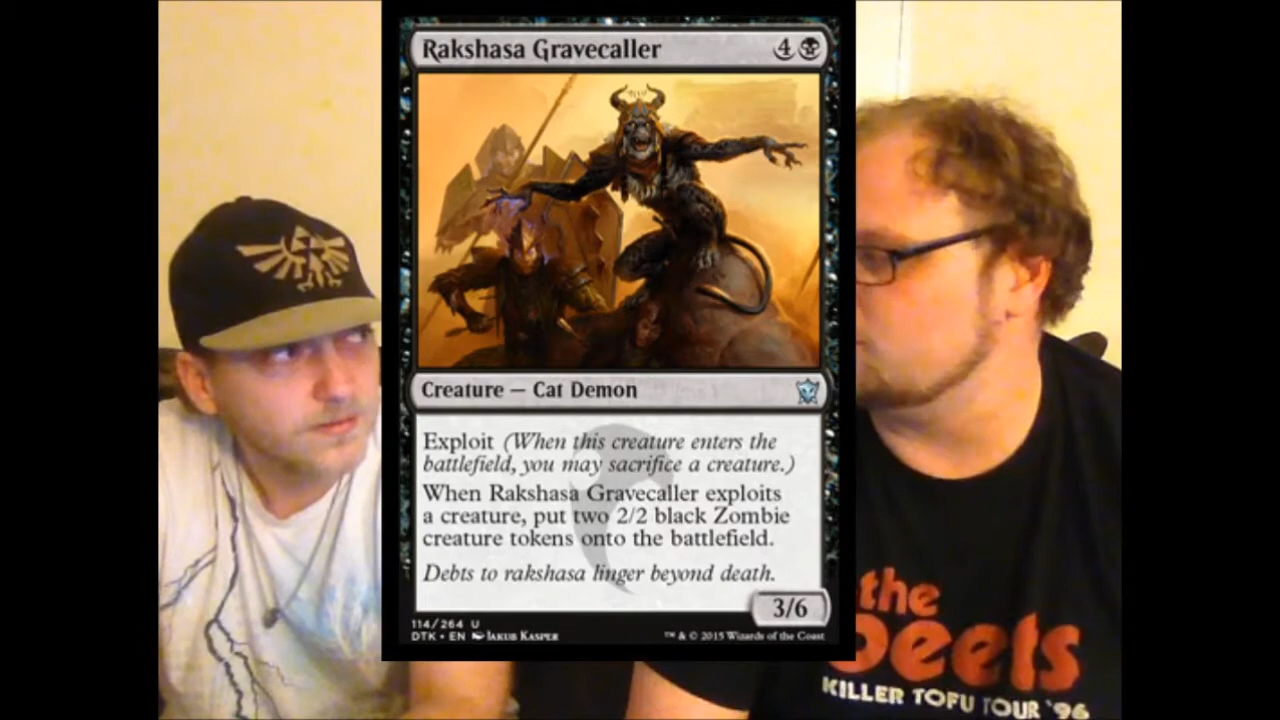 Rakshasa Gravecaller 4
Creature — Cat Demon
Exploit (When this creature enters the
battlefield, you may sacrifice a creature.)
When Rakshasa Gravecaller exploits
a creature, put two 2/2 black Zombie
creature tokens onto the battlefield.
Debts to rakshasa linger beyond death.
3/6
114/264 U
DTK • EN Jakub Kasper
™ & © 2015 Wizards of the Coast
the
beets
KILLER TOFU TOUR '96